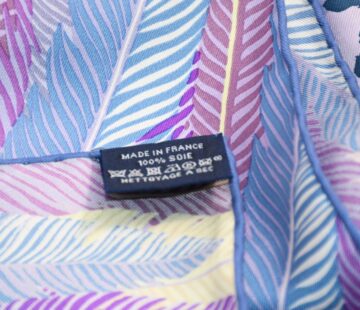 MADE IN FRANCE
100% SOIE
NETTOYAGE A SEC